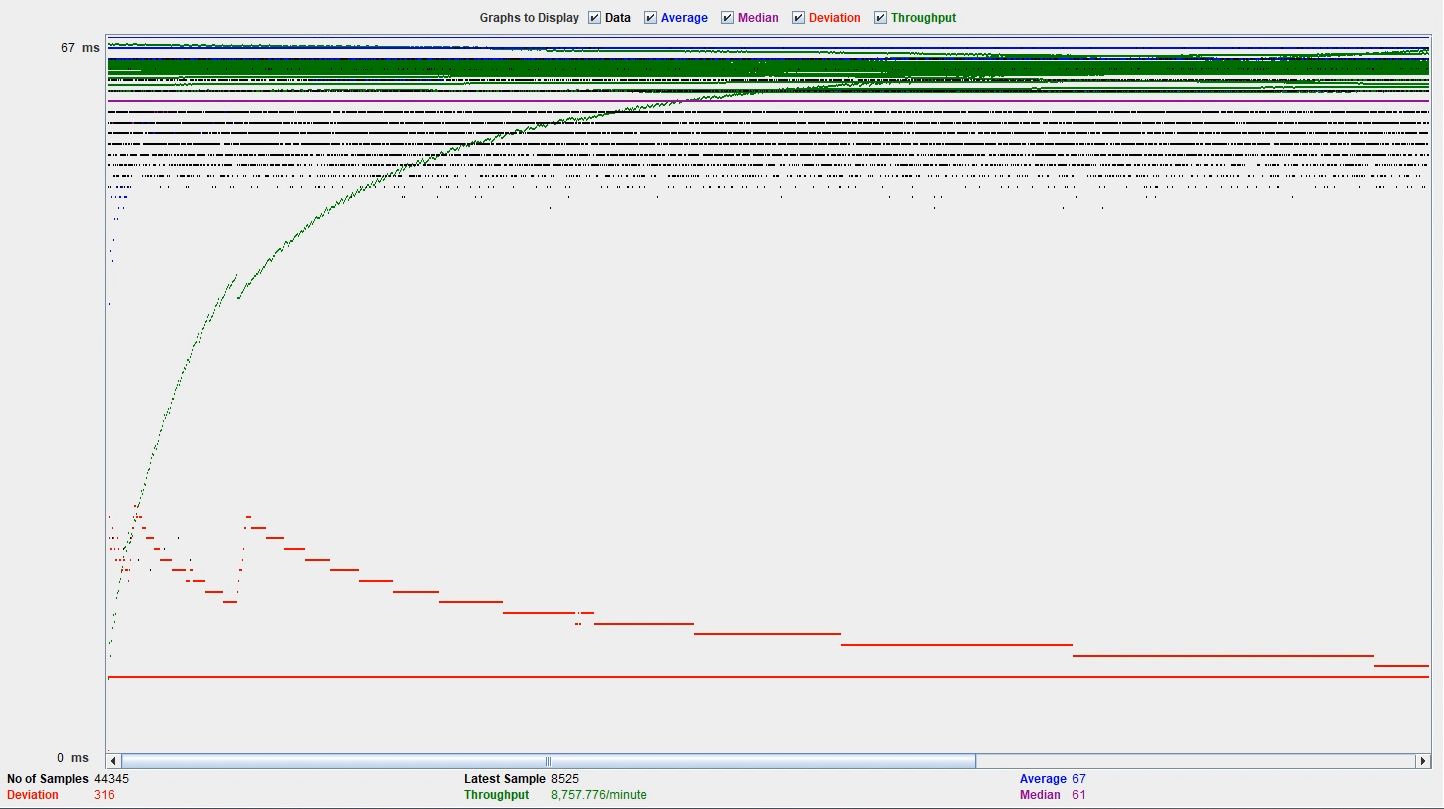 Graphs to Display Data Average Median Deviation Throughput
67 ms
0 ms
No of Samples 44345 Latest Sample 8525 Average 67
Deviation 316 Throughput 8,757.776/minute Median 61